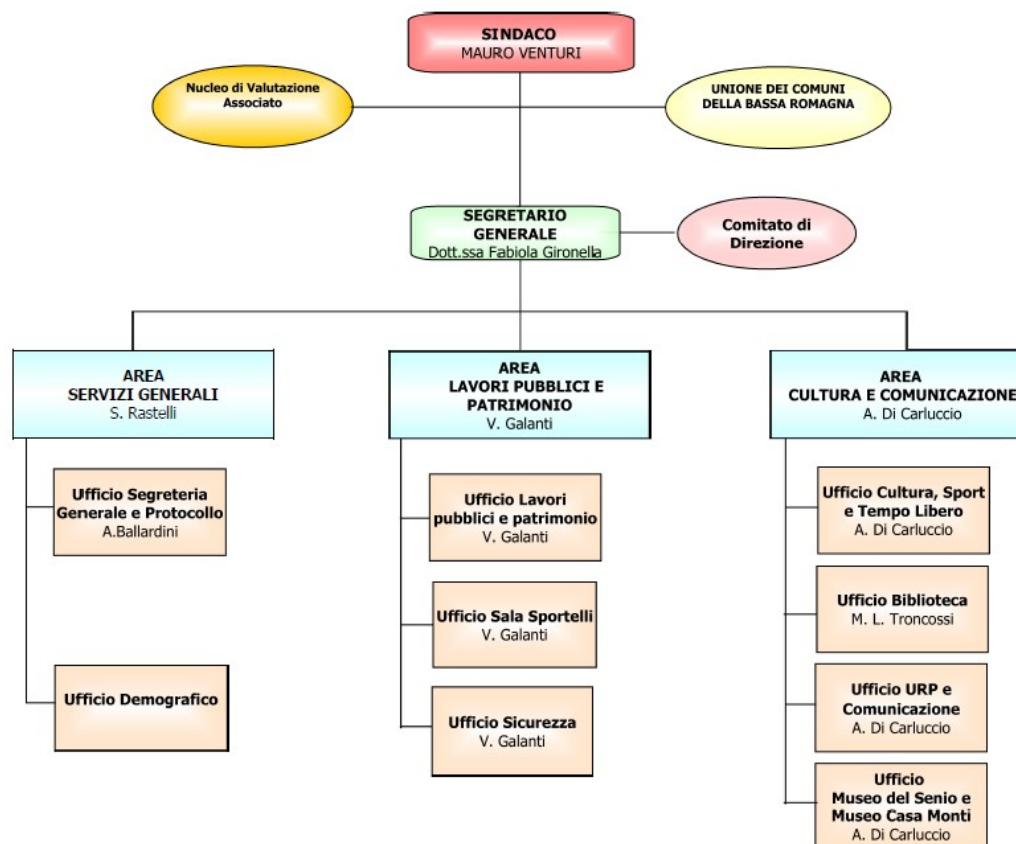 SINDACO
MAURO VENTURI
Nucleo di Valutazione
Associato
UNIONE DEI COMUNI
DELLA BASSA ROMAGNA
SEGRETARIO
GENERALE
Dott.ssa Fabiola Gironella
Comitato di
Direzione
AREA
SERVIZI GENERALI
S. Rastelli
AREA
LAVORI PUBBLICI E
PATRIMONIO
V. Galanti
AREA
CULTURA E COMUNICAZIONE
A. Di Carluccio
Ufficio Segreteria
Generale e Protocollo
A.Ballardini
Ufficio Demografico
Ufficio Lavori
pubblici e patrimonio
V. Galanti
Ufficio Sala Sportelli
V. Galanti
Ufficio Sicurezza
V. Galanti
Ufficio Cultura, Sport
e Tempo Libero
A. Di Carluccio
Ufficio Biblioteca
M. L. Troncossi
Ufficio URP e
Comunicazione
A. Di Carluccio
Ufficio
Museo del Senio e
Museo Casa Monti
A. Di Carluccio